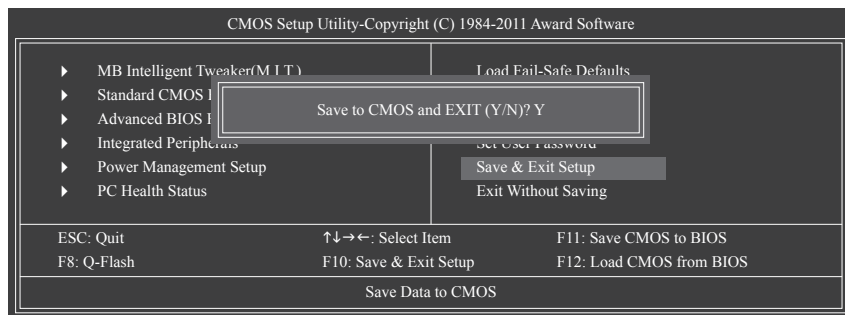 CMOS Setup Utility-Copyright (C) 1984-2011 Award Software
MB Intelligent Tweaker(M.I.T.)
Standard CMOS
Advanced BIOS
Integrated Peripherals
Power Management Setup
PC Health Status
Load Fail-Safe Defaults
Set User Password
Save & Exit Setup
Exit Without Saving
Save to CMOS and EXIT (Y/N)? Y
ESC: Quit ↑↓→←: Select Item F11: Save CMOS to BIOS
F8: Q-Flash F10: Save & Exit Setup F12: Load CMOS from BIOS
Save Data to CMOS